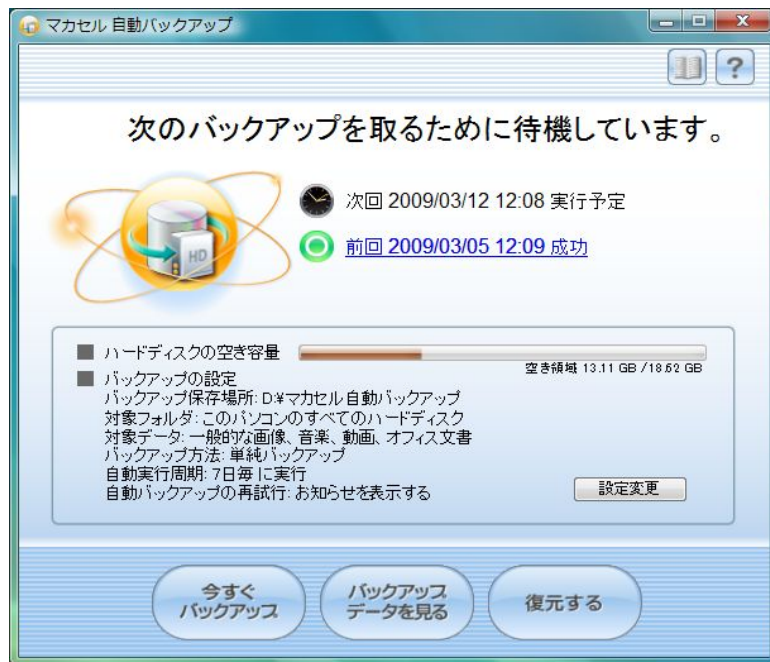 マカセル 自動バックアップ
?
次のバックアップを取るために待機しています。
次回 2009/03/12 12:08 実行予定
HD
前回 2009/03/05 12:09 成功
ハードディスクの空き容量
空き領域 13.11 GB /18.62 GB
バックアップの設定
バックアップ保存場所: D:¥マカセル 自動バックアップ
対象フォルダ: このパソコンのすべてのハードディスク
対象データ: 一般的な画像、音楽、動画、オフィス文書
バックアップ方法: 単純バックアップ
自動実行周期: 7日毎 に実行
自動バックアップの再試行: お知らせを表示する
設定変更
今すぐ
バックアップ
バックアップ
データを見る
復元する